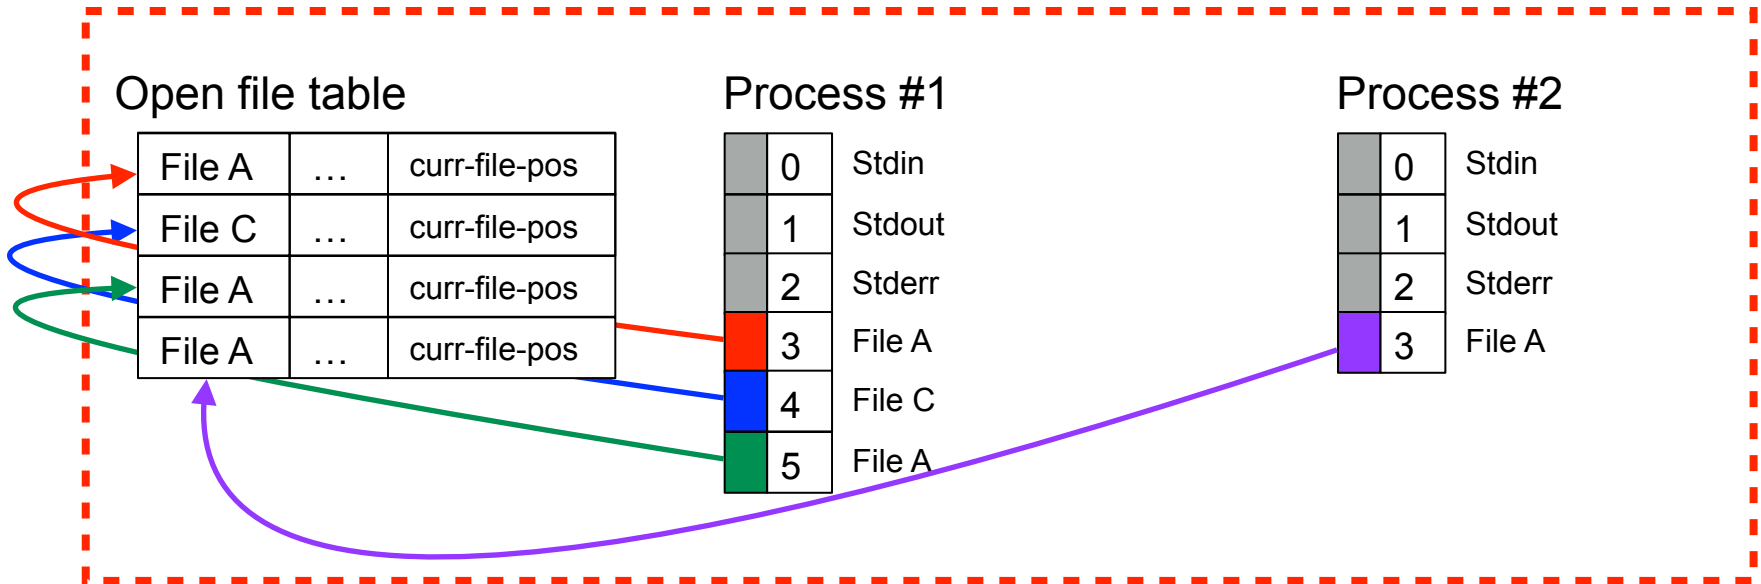 Open file table
File A … curr-file-pos
File C … curr-file-pos
File A … curr-file-pos
File A … curr-file-pos
Process #1
0 Stdin
1 Stdout
2 Stderr
3 File A
4 File C
5 File A
Process #2
0 Stdin
1 Stdout
2 Stderr
3 File A